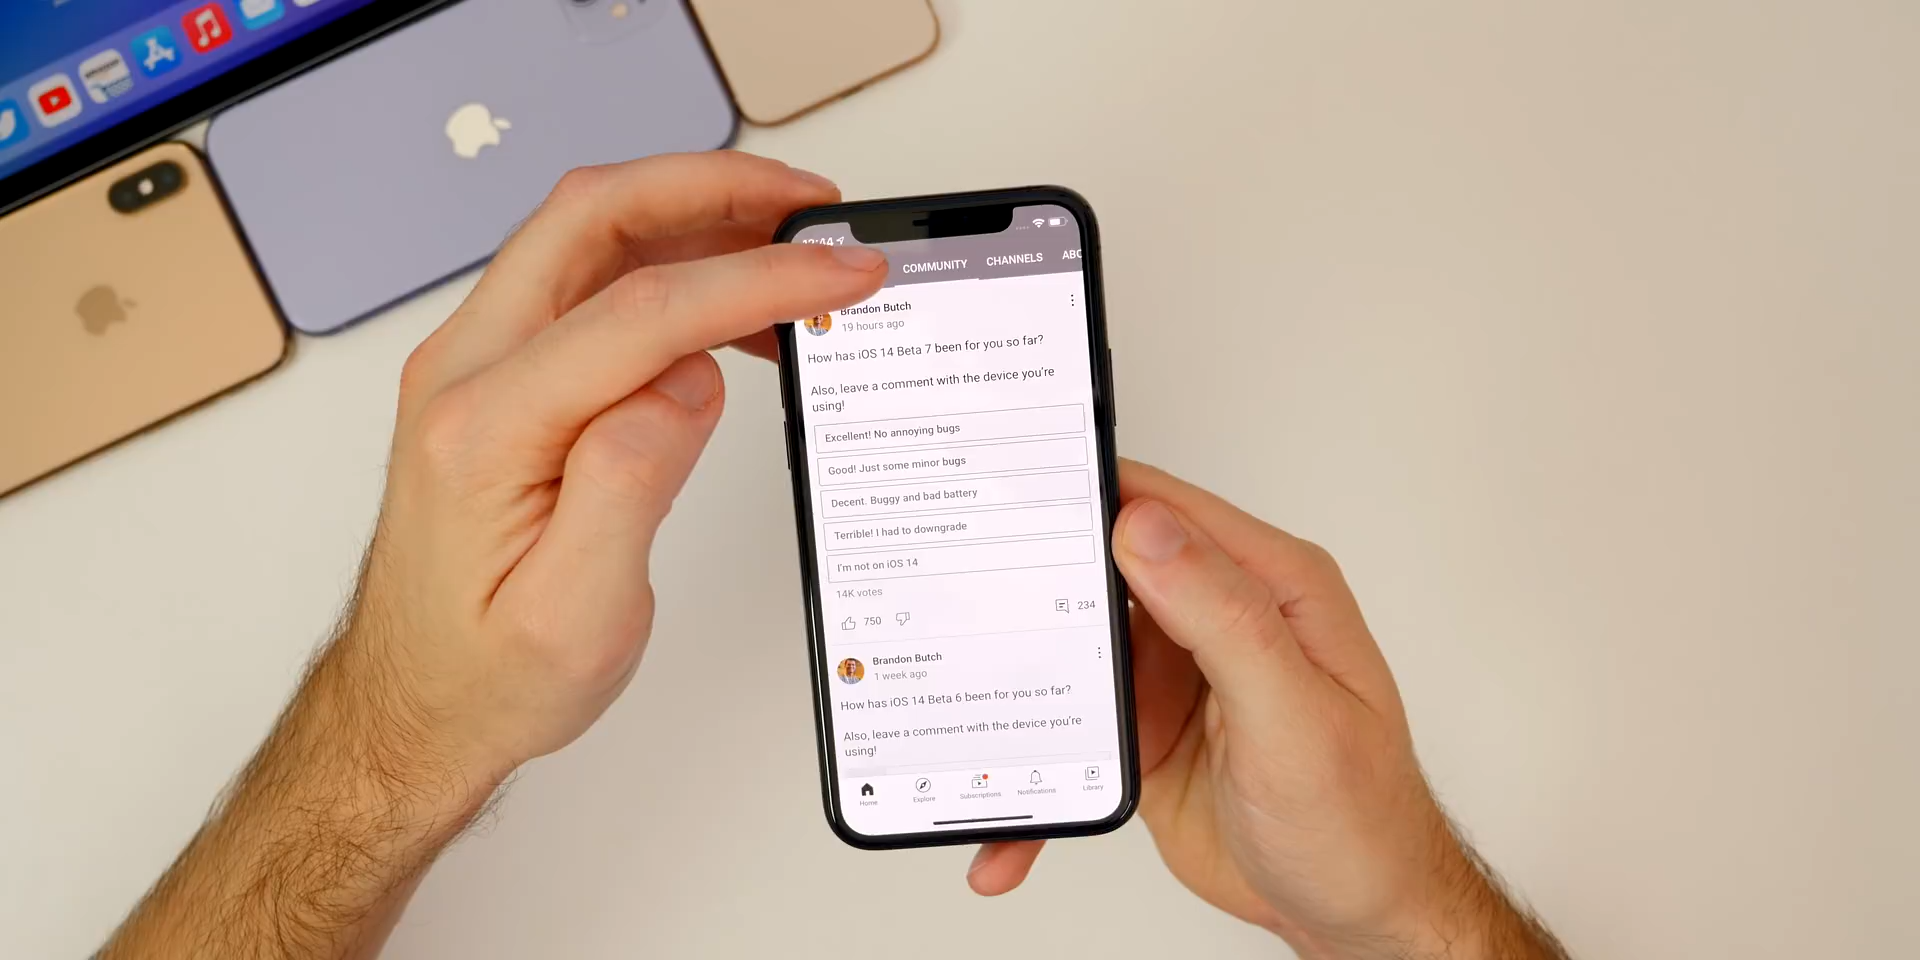 COMMUNITY CHANNELS
Brandon Butch
19 hours ago
How has iOS 14 Beta 7 been for you so far?
Also, leave a comment with the device you're
using!
Excellent! No annoying bugs
Good! Just some minor bugs
Decent. Buggy and bad battery
Terrible! I had to downgrade
I'm not on iOS 14
14K votes
750
234
Brandon Butch
1 week ago
How has iOS 14 Beta 6 been for you so far?
Also, leave a comment with the device you're
using!
Home Explore Subscriptions Notifications Library